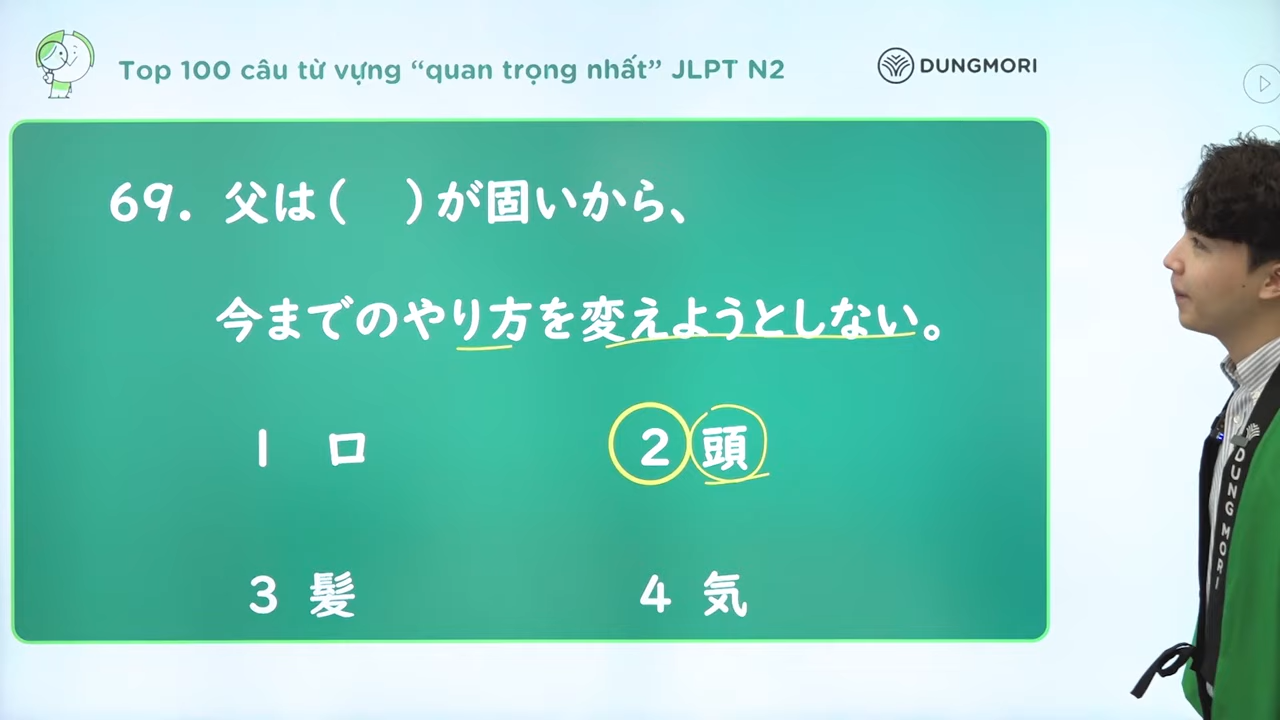 Top 100 câu từ vựng “quan trọng nhất” JLPT N2
DUNGMORI
69. 父は(　)が固いから、
今までのやり方を変えようとしない。
1 口
2 頭
3 髪
4 気
DUNG MORI